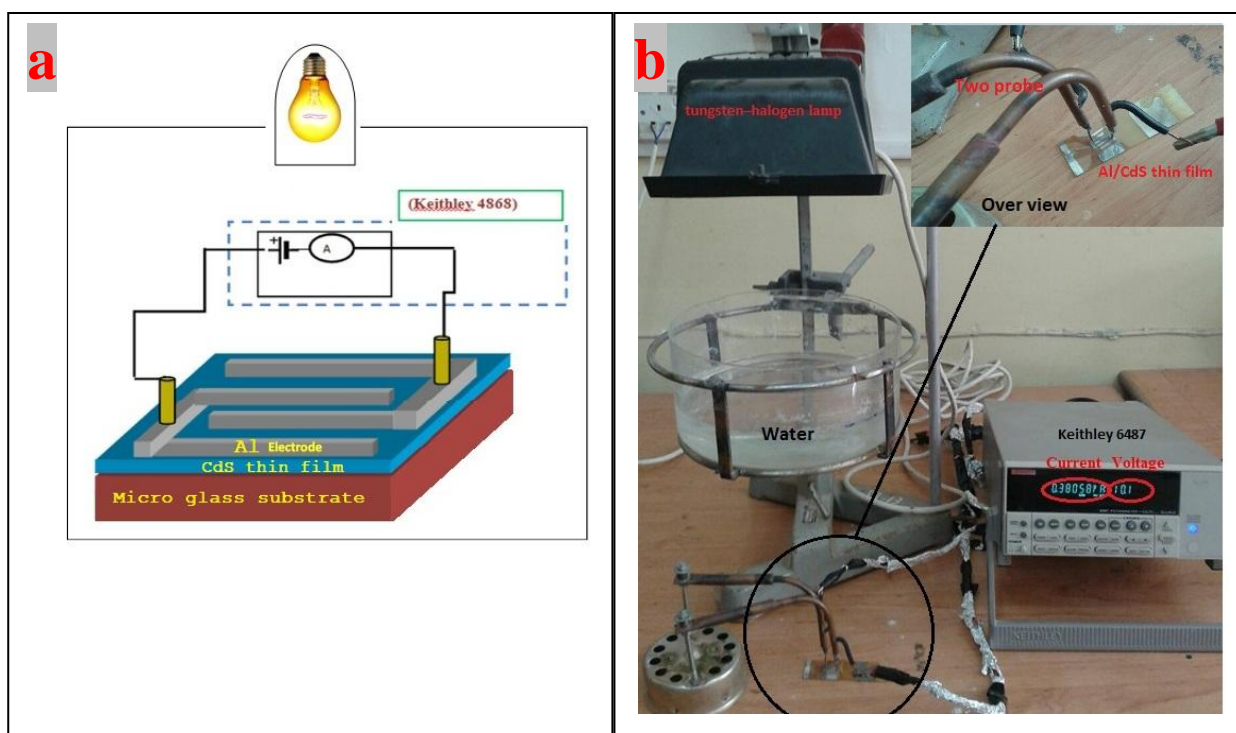 a
(Keithley 4868)
+
A
Al Electrode
CdS thin film
Micro glass substrate
b
tungsten–halogen lamp
Two probe
Al/CdS thin film
Over view
Water
Keithley 6487
Current Voltage
KEITHLEY